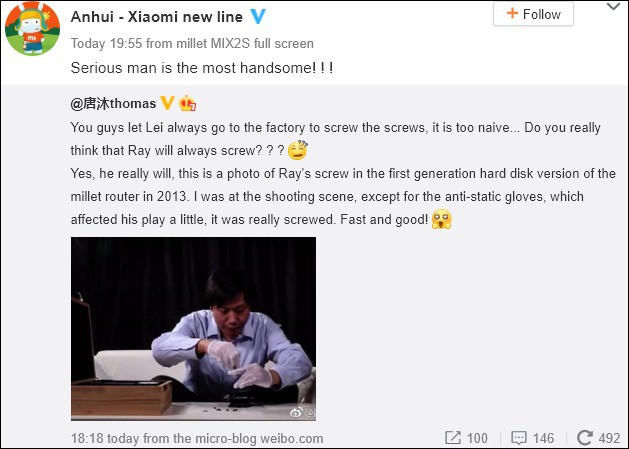 Anhui - Xiaomi new line
+ Follow
Today 19:55 from millet MIX2S full screen
Serious man is the most handsome! ! !
@唐沐thomas
You guys let Lei always go to the factory to screw the screws, it is too naive... Do you really
think that Ray will always screw? ? ?
Yes, he really will, this is a photo of Ray's screw in the first generation hard disk version of the
millet router in 2013. I was at the shooting scene, except for the anti-static gloves, which
affected his play a little, it was really screwed. Fast and good!
18:18 today from the micro-blog weibo.com
100
146
492